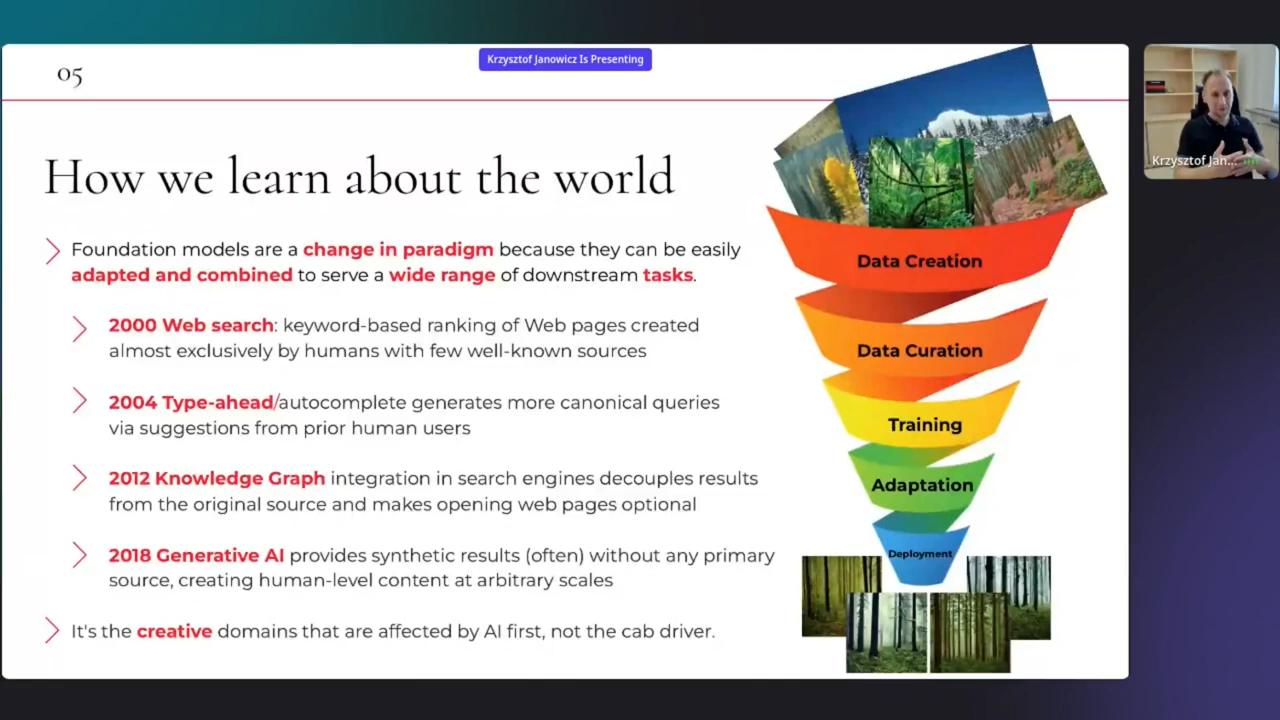 Krzysztof Janowicz Is Presenting
05
How we learn about the world
Foundation models are a change in paradigm because they can be easily
adapted and combined to serve a wide range of downstream tasks.
2000 Web search: keyword-based ranking of Web pages created
almost exclusively by humans with few well-known sources
2004 Type-ahead/autocomplete generates more canonical queries
via suggestions from prior human users
2012 Knowledge Graph integration in search engines decouples results
from the original source and makes opening web pages optional
2018 Generative AI provides synthetic results (often) without any primary
source, creating human-level content at arbitrary scales
It's the creative domains that are affected by AI first, not the cab driver.
Data Creation
Data Curation
Training
Adaptation
Deployment
Krzysztof Jan...